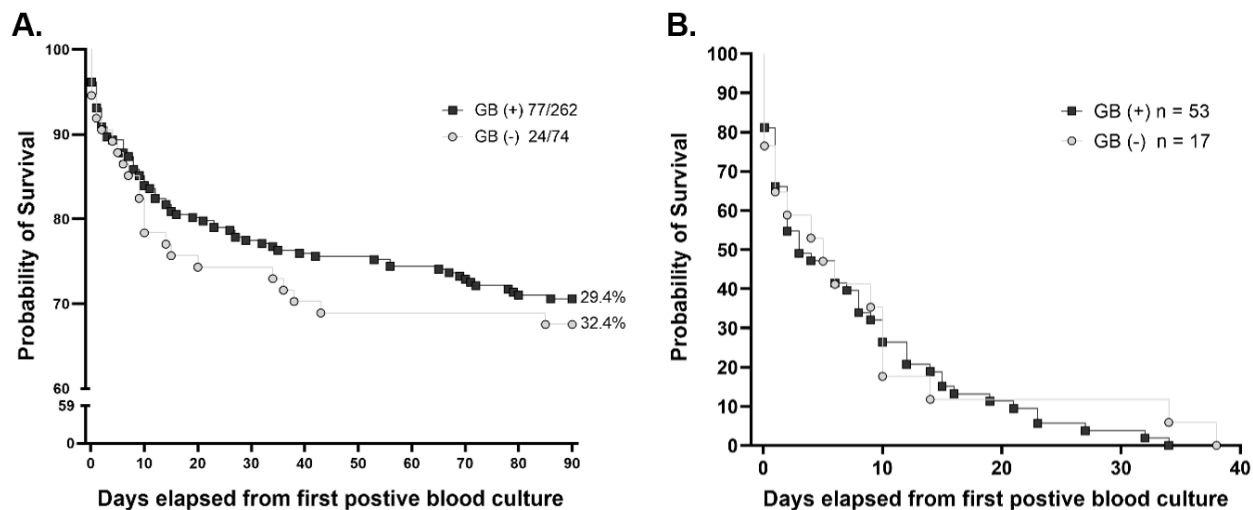 A.
Probability of Survival
100
90
80
70
60
59
0
GB (+) 77/262
GB (-) 24/74
29.4%
32.4%
0 10 20 30 40 50 60 70 80 90
Days elapsed from first postive blood culture
B.
Probability of Survival
100
90
80
70
60
50
40
30
20
10
0
GB (+) n = 53
GB (-) n = 17
0 10 20 30 40
Days elapsed from first postive blood culture